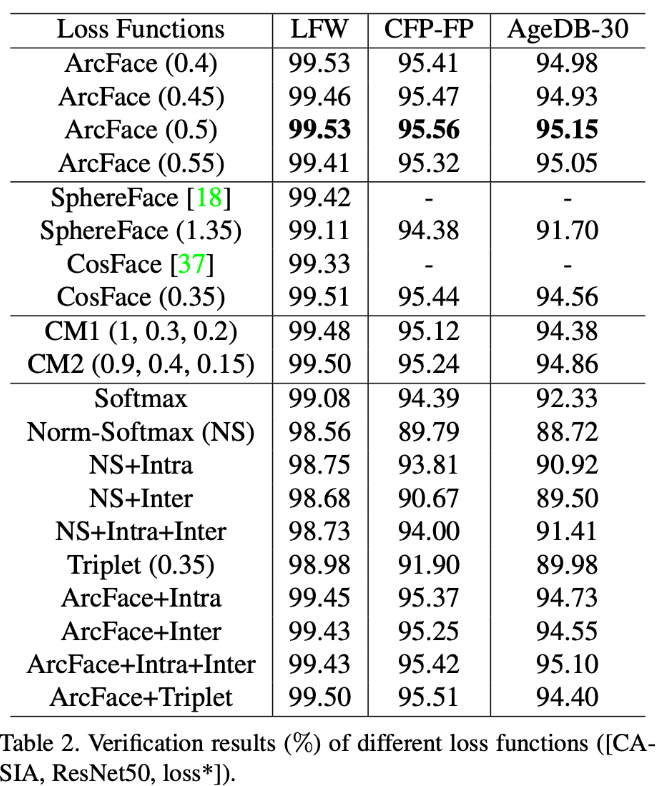 Loss Functions LFW CFP-FP AgeDB-30
ArcFace (0.4) 99.53 95.41 94.98
ArcFace (0.45) 99.46 95.47 94.93
ArcFace (0.5) 99.53 95.56 95.15
ArcFace (0.55) 99.41 95.32 95.05
SphereFace [18] 99.42 - -
SphereFace (1.35) 99.11 94.38 91.70
CosFace [37] 99.33 - -
CosFace (0.35) 99.51 95.44 94.56
CM1 (1, 0.3, 0.2) 99.48 95.12 94.38
CM2 (0.9, 0.4, 0.15) 99.50 95.24 94.86
Softmax 99.08 94.39 92.33
Norm-Softmax (NS) 98.56 89.79 88.72
NS+Intra 98.75 93.81 90.92
NS+Inter 98.68 90.67 89.50
NS+Intra+Inter 98.73 94.00 91.41
Triplet (0.35) 98.98 91.90 89.98
ArcFace+Intra 99.45 95.37 94.73
ArcFace+Inter 99.43 95.25 94.55
ArcFace+Intra+Inter 99.43 95.42 95.10
ArcFace+Triplet 99.50 95.51 94.40
Table 2. Verification results (%) of different loss functions ([CA-
SIA, ResNet50, loss*]).